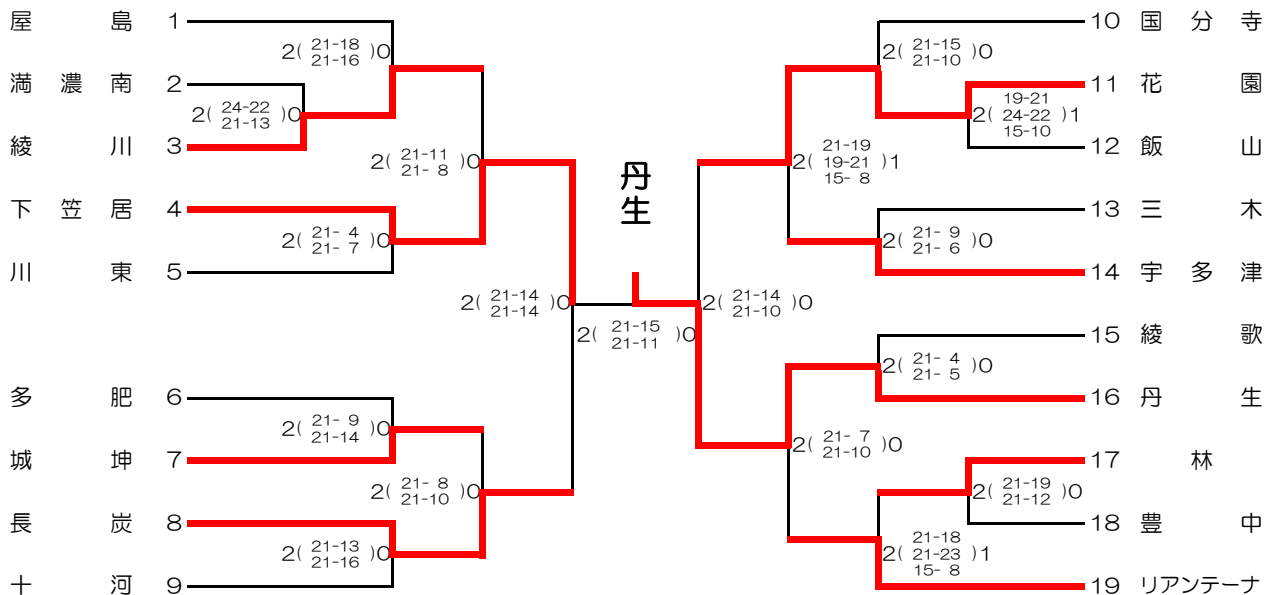 屋島 1
満濃南 2
綾川 3
下笠居 4
川東 5
多肥 6
城坤 7
長炭 8
十河 9
2( 21-18 21-16 )0
2( 24-22 21-13 )0
2( 21-11 21- 8 )0
2( 21- 4 21- 7 )0
2( 21-14 21-14 )0
2( 21- 9 21-14 )0
2( 21- 8 21-10 )0
2( 21-13 21-16 )0
丹生
2( 21-15 21-11 )0
2( 21-15 21-10 )0
2( 19-21 24-22 15-10 )1
2( 21-19 19-21 15- 8 )1
2( 21- 9 21- 6 )0
2( 21-14 21-10 )0
2( 21- 4 21- 5 )0
2( 21- 7 21-10 )0
2( 21-19 21-12 )0
2( 21-18 21-23 15- 8 )1
10 国分寺
11 花園
12 飯山
13 三木
14 宇多津
15 綾歌
16 丹生
17 林
18 豊中
19 リアンテーナ